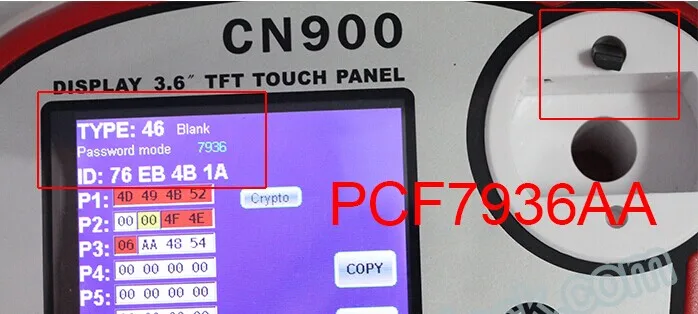 CN900
DISPLAY 3.6" TFT TOUCH PANEL
TYPE: 46 Blank
Password mode 7936
ID: 76 EB 4B 1A
P1: 4D 49 4B 52 Crypto
P2: 00 00 4F 4E
PCF7936AA
P3: 06 AA 48 54
P4: 00 00 00 00
COPY
P5: 00 00 00 00